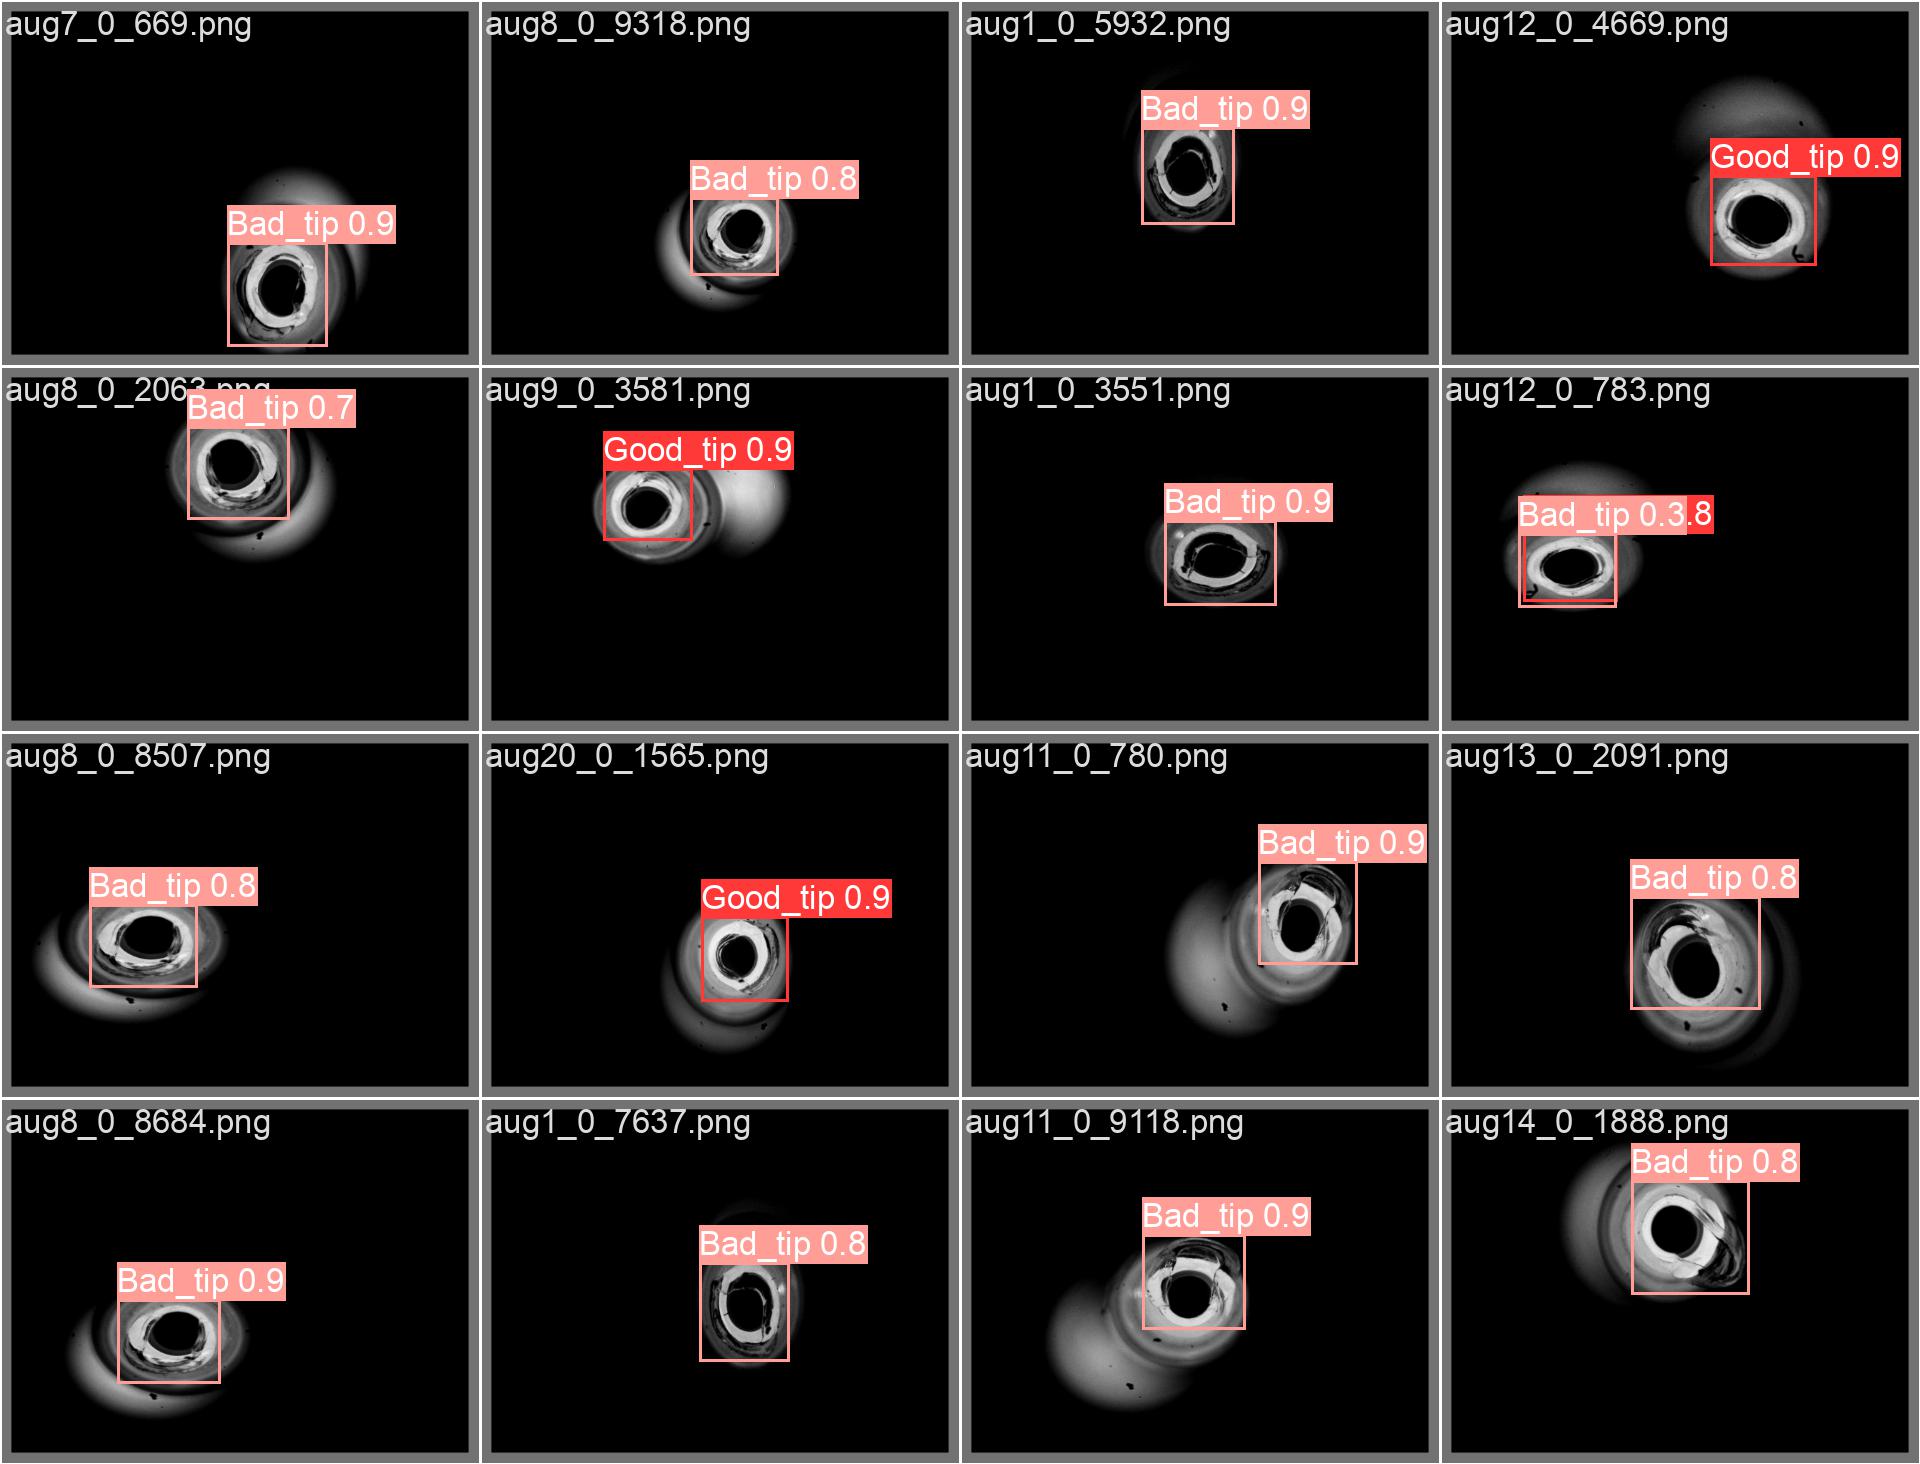 aug7_0_669.png
Bad_tip 0.9
aug8_0_9318.png
Bad_tip 0.8
aug1_0_5932.png
Bad_tip 0.9
aug12_0_4669.png
Good_tip 0.9
aug8_0_2063.png
Bad_tip 0.7
aug9_0_3581.png
Good_tip 0.9
aug1_0_3551.png
Bad_tip 0.9
aug12_0_783.png
Bad_tip 0.3.8
aug8_0_8507.png
Bad_tip 0.8
aug20_0_1565.png
Good_tip 0.9
aug11_0_780.png
Bad_tip 0.9
aug13_0_2091.png
Bad_tip 0.8
aug8_0_8684.png
Bad_tip 0.9
aug1_0_7637.png
Bad_tip 0.8
aug11_0_9118.png
Bad_tip 0.9
aug14_0_1888.png
Bad_tip 0.8